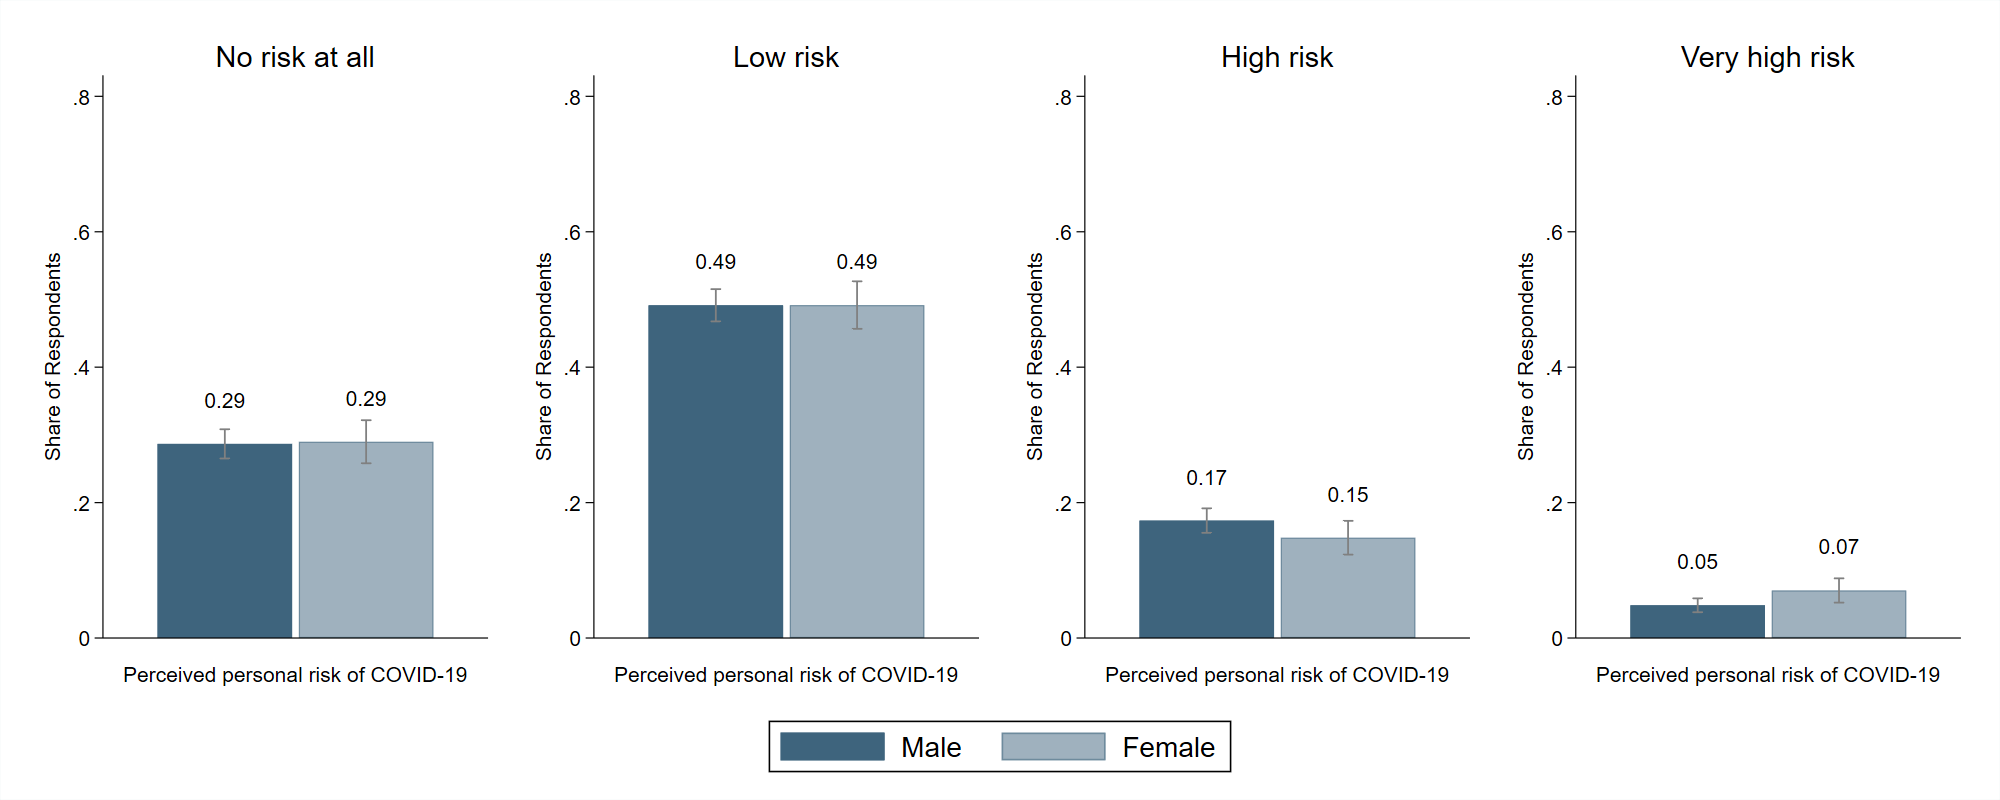 No risk at all
.8
.6
.4
.2
0
Share of Respondents
0.29
0.29
Perceived personal risk of COVID-19
Low risk
.8
.6
.4
.2
0
Share of Respondents
0.49
0.49
Perceived personal risk of COVID-19
High risk
.8
.6
.4
.2
0
Share of Respondents
0.17
0.15
Perceived personal risk of COVID-19
Very high risk
.8
.6
.4
.2
0
Share of Respondents
0.05
0.07
Perceived personal risk of COVID-19
Male
Female